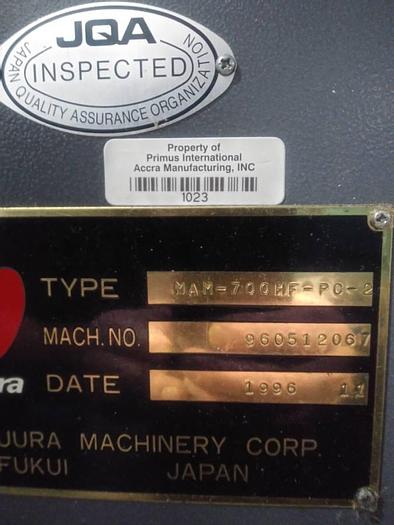 JQA
INSPECTED
JAPAN QUALITY ASSURANCE ORGANIZATION
Property of
Primus International
Accra Manufacturing, INC
1023
TYPE MAM-700HF-PC-2
MACH. NO. 960512067
ra DATE 1996 11
JURA MACHINERY CORP.
FUKUI JAPAN